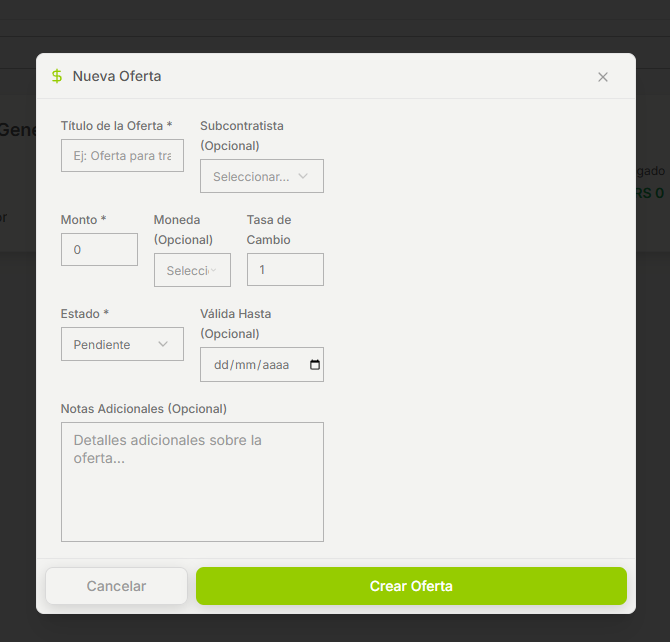 $ Nueva Oferta
Título de la Oferta *
Ej: Oferta para tra
Subcontratista
(Opcional)
Seleccionar...
Monto *
0
Moneda
(Opcional)
Selecci
Tasa de
Cambio
1
Estado *
Pendiente
Válida Hasta
(Opcional)
dd/mm/aaaa
Notas Adicionales (Opcional)
Detalles adicionales sobre la
oferta...
Cancelar
Crear Oferta
Gene
or
gado
RS 0